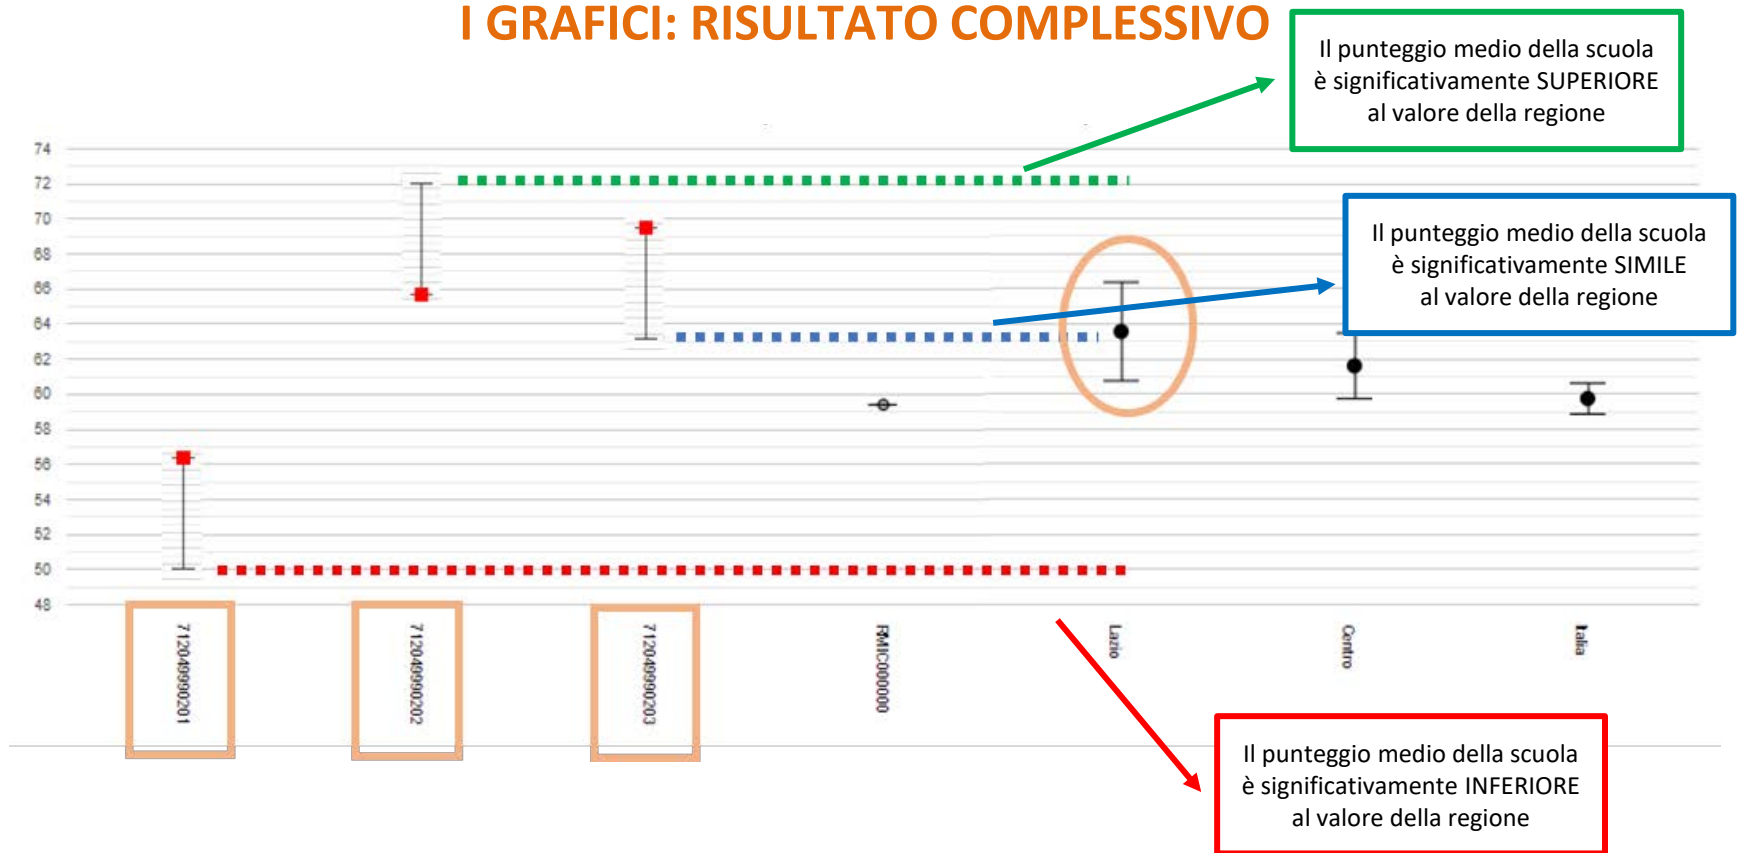 I GRAFICI: RISULTATO COMPLESSIVO
Il punteggio medio della scuola
è significativamente SUPERIORE
al valore della regione
Il punteggio medio della scuola
è significativamente SIMILE
al valore della regione
74
72
70
68
66
64
62
60
58
56
54
52
50
48
712049990201
712049990202
712049990203
RMIC000000
Lazio
Centro
Italia
Il punteggio medio della scuola
è significativamente INFERIORE
al valore della regione